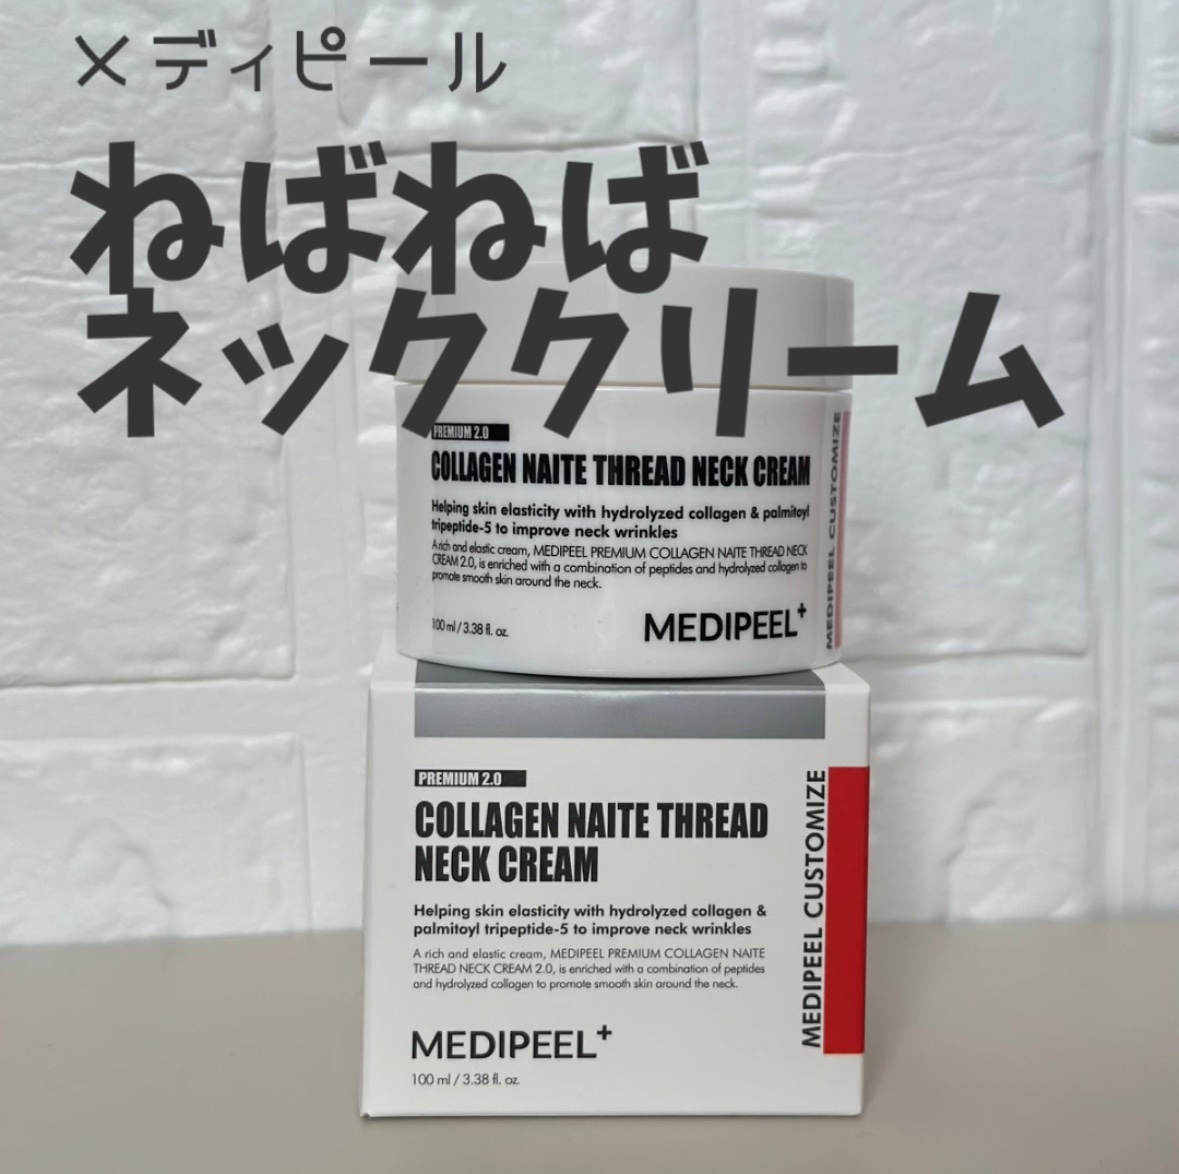 メディピール
ねばねば
ネッククリーム
PREMIUM 2.0
COLLAGEN NAITE THREAD NECK CREAM
Helping skin elasticity with hydrolyzed collagen & palmitoyl
tripeptide-5 to improve neck wrinkles
A rich and elastic cream, MEDIPEEL PREMIUM COLLAGEN NAITE THREAD NECK
CREAM 2.0, is enriched with a combination of peptides and hydrolyzed collagen to
promote smooth skin around the neck.
100 ml / 3.38 fl. oz.
MEDIPEEL+
MEDIPEEL CUSTOMIZE
PREMIUM 2.0
COLLAGEN NAITE THREAD
NECK CREAM
Helping skin elasticity with hydrolyzed collagen &
palmitoyl tripeptide-5 to improve neck wrinkles
A rich and elastic cream, MEDIPEEL PREMIUM COLLAGEN NAITE
THREAD NECK CREAM 2.0, is enriched with a combination of peptides
and hydrolyzed collagen to promote smooth skin around the neck.
MEDIPEEL+
100 ml / 3.38 fl. oz.
MEDIPEEL CUSTOMIZE